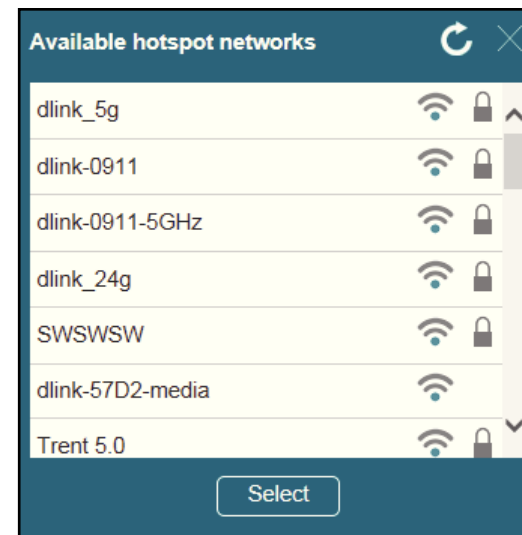 Available hotspot networks
dlink_5g
dlink-0911
dlink-0911-5GHz
dlink_24g
SWSWSW
dlink-57D2-media
Trent 5.0
Select